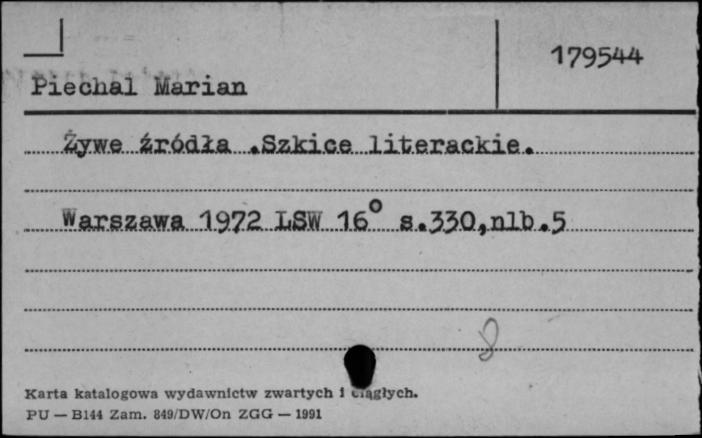 179544
Piechal Marian
Żywe źródła .Szkice literackie.
Warszawa 1972 LSW 16° s.330,nlb.5
8
Karta katalogowa wydawnictw zwartych i ciągłych.
PU — B144 Zam. 849/DW/On ZGG — 1991